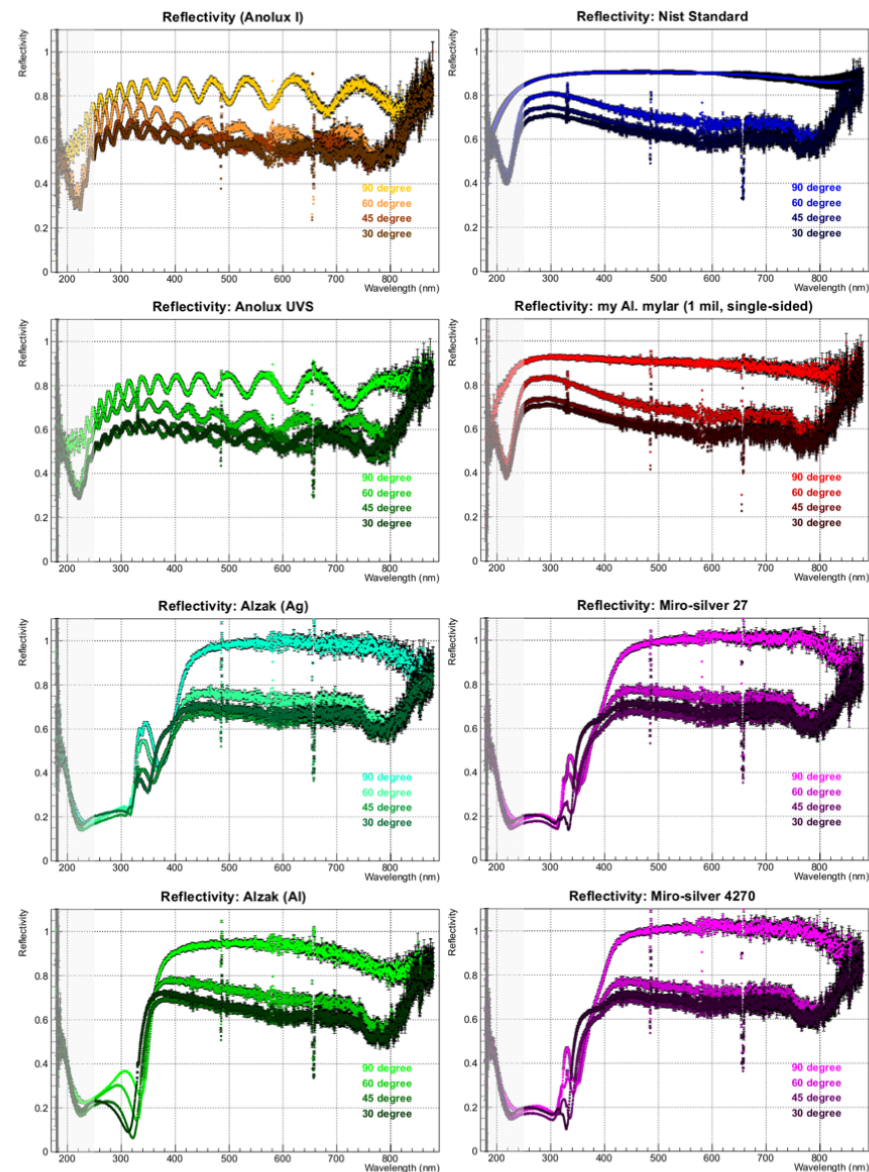 Reflectivity (Anolux I)
Reflectivity
1
0.8
0.6
0.4
0.2
0
90 degree
60 degree
45 degree
30 degree
200 300 400 500 600 700 800
Wavelength (nm)
Reflectivity: Nist Standard
Reflectivity
1
0.8
0.6
0.4
0.2
0
90 degree
60 degree
45 degree
30 degree
200 300 400 500 600 700 800
Wavelength (nm)
Reflectivity: Anolux UVS
Reflectivity
1
0.8
0.6
0.4
0.2
0
90 degree
60 degree
45 degree
30 degree
200 300 400 500 600 700 800
Wavelength (nm)
Reflectivity: my Al. mylar (1 mil, single-sided)
Reflectivity
1
0.8
0.6
0.4
0.2
0
90 degree
60 degree
45 degree
30 degree
200 300 400 500 600 700 800
Wavelength (nm)
Reflectivity: Alzak (Ag)
Reflectivity
1
0.8
0.6
0.4
0.2
0
90 degree
60 degree
45 degree
30 degree
200 300 400 500 600 700 800
Wavelength (nm)
Reflectivity: Miro-silver 27
Reflectivity
1
0.8
0.6
0.4
0.2
0
90 degree
60 degree
45 degree
30 degree
200 300 400 500 600 700 800
Wavelength (nm)
Reflectivity: Alzak (Al)
Reflectivity
1
0.8
0.6
0.4
0.2
0
90 degree
60 degree
45 degree
30 degree
200 300 400 500 600 700 800
Wavelength (nm)
Reflectivity: Miro-silver 4270
Reflectivity
1
0.8
0.6
0.4
0.2
0
90 degree
60 degree
45 degree
30 degree
200 300 400 500 600 700 800
Wavelength (nm)